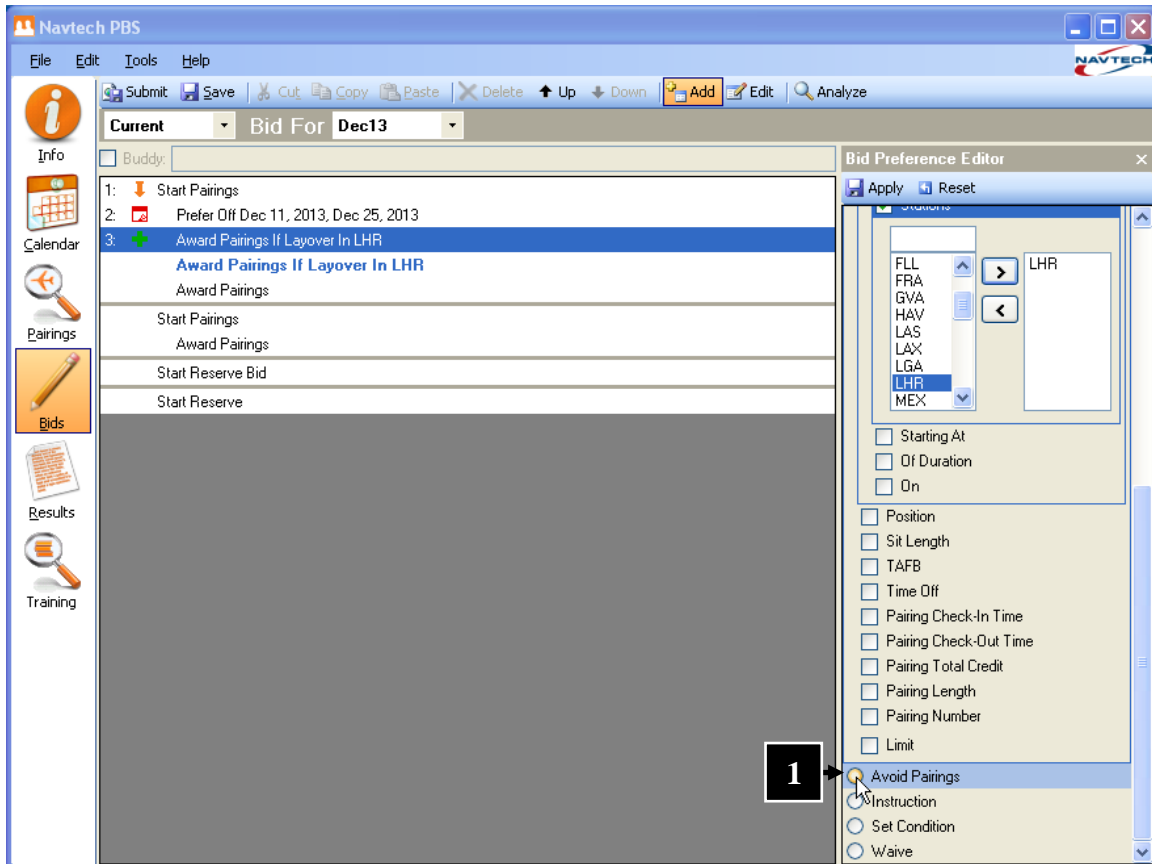 Navtech PBS
File Edit Tools Help
NAVTECH
Submit Save Cut Copy Paste Delete Up Down Add Edit Analyze
Current Bid For Dec13
Info
Calendar
Pairings
Bids
Results
Training
Buddy:
1: Start Pairings
2: Prefer Off Dec 11, 2013, Dec 25, 2013
3: Award Pairings If Layover In LHR
Award Pairings If Layover In LHR
Award Pairings
Start Pairings
Award Pairings
Start Reserve Bid
Start Reserve
Bid Preference Editor
Apply Reset
Stations
FLL
FRA
GVA
HAV
LAS
LAX
LGA
LHR
MEX
>
<
LHR
Starting At
Of Duration
On
Position
Sit Length
TAFB
Time Off
Pairing Check-In Time
Pairing Check-Out Time
Pairing Total Credit
Pairing Length
Pairing Number
Limit
1
Avoid Pairings
Instruction
Set Condition
Waive